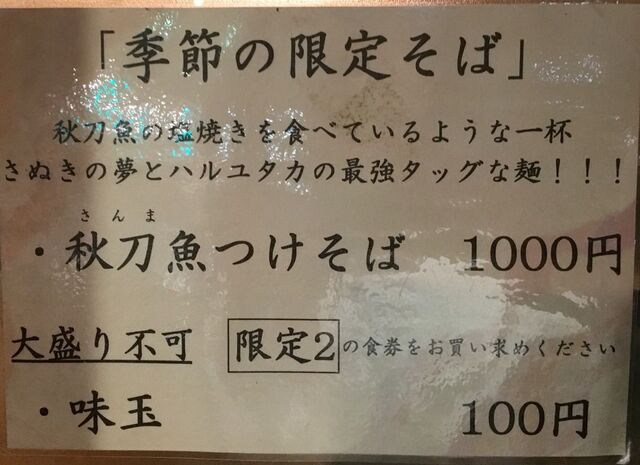 「季節の限定そば」
秋刀魚の塩焼きを食べているような一杯
さぬきの夢とハルユタカの最強タッグな麺！！！
さんま
・秋刀魚つけそば 1000円
大盛り不可 限定2の食券をお買い求めください
・味玉 100円